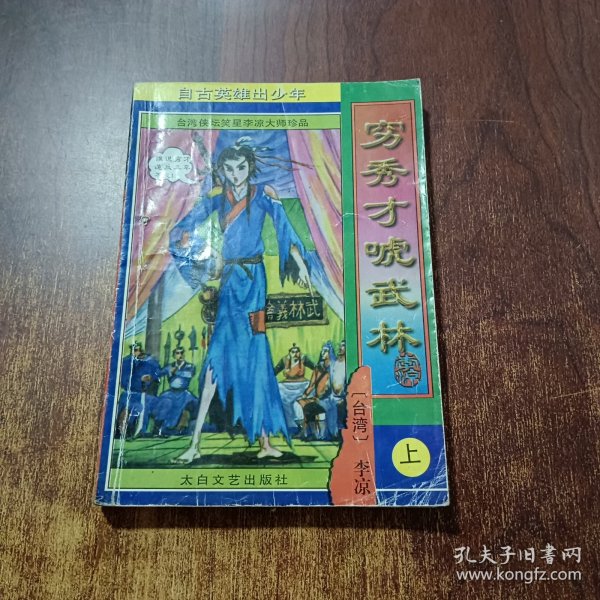 自古英雄出少年
台湾侠坛笑星李凉大师珍品
穷秀才唬武林
武林義會
〔台湾〕李凉
上
太白文艺出版社
孔夫子旧书网
www.kongfz.com